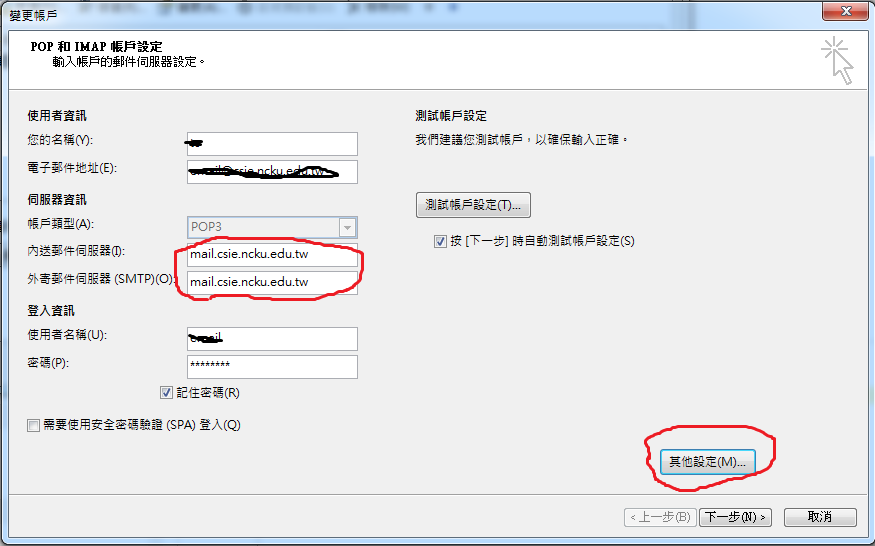 變更帳戶
POP 和 IMAP 帳戶設定
輸入帳戶的郵件伺服器設定。
使用者資訊
您的名稱(Y):
電子郵件地址(E):
@csie.ncku.edu.tw
伺服器資訊
帳戶類型(A):
POP3
內送郵件伺服器(I):
mail.csie.ncku.edu.tw
外寄郵件伺服器 (SMTP)(O):
mail.csie.ncku.edu.tw
登入資訊
使用者名稱(U):
密碼(P):
********
記住密碼(R)
需要使用安全密碼驗證 (SPA) 登入(Q)
測試帳戶設定
我們建議您測試帳戶，以確保輸入正確。
測試帳戶設定(T)...
按 [下一步] 時自動測試帳戶設定(S)
其他設定(M)...
< 上一步(B)
下一步(N) >
取消